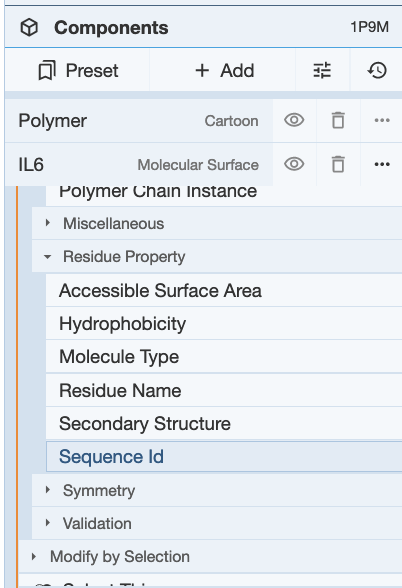 Components 1P9M
Preset + Add
Polymer Cartoon
IL6 Molecular Surface
Polymer Chain Instance
Miscellaneous
Residue Property
Accessible Surface Area
Hydrophobicity
Molecule Type
Residue Name
Secondary Structure
Sequence Id
Symmetry
Validation
Modify by Selection